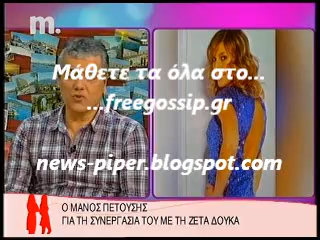 m.
Μάθετε τα όλα στο...
...freegossip.gr
news-piper.blogspot.com
Ο ΜΑΝΟΣ ΠΕΤΟΥΣΗΣ
ΓΙΑ ΤΗ ΣΥΝΕΡΓΑΣΙΑ ΤΟΥ ΜΕ ΤΗ ΖΕΤΑ ΔΟΥΚΑ